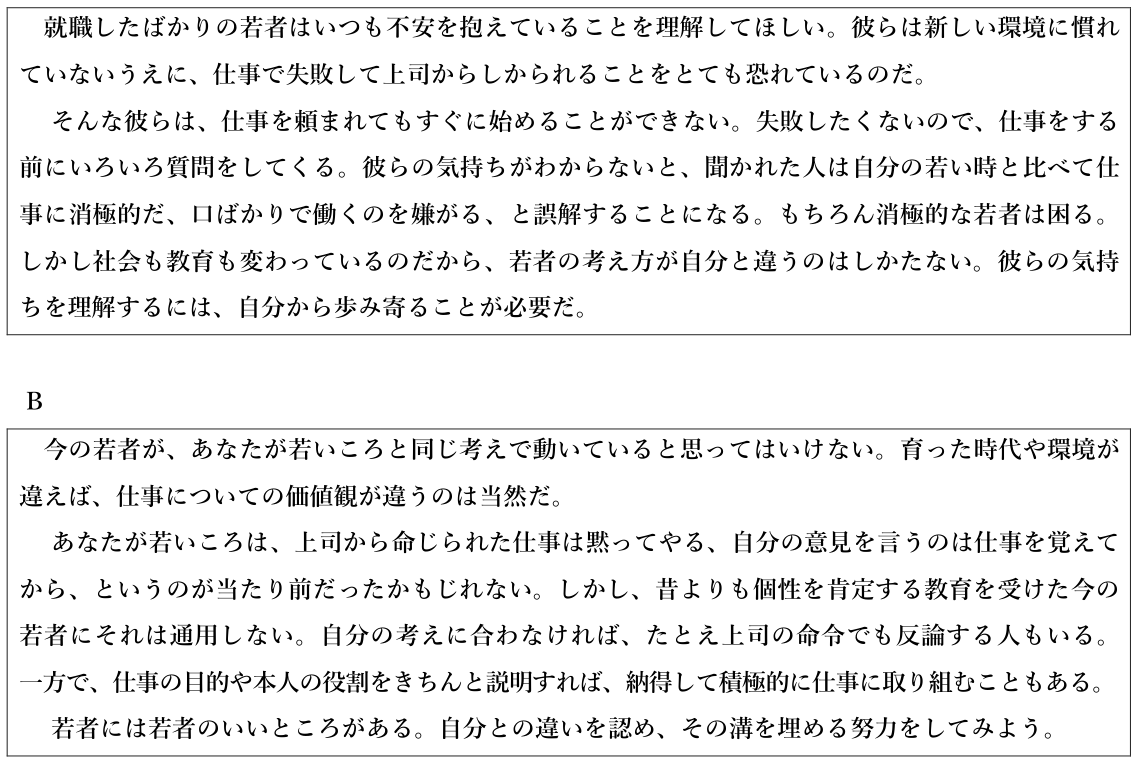 就職したばかりの若者はいつも不安を抱えていることを理解してほしい。彼らは新しい環境に慣れ
ていないうえに、仕事で失敗して上司からしかられることをとても恐れているのだ。
そんな彼らは、仕事を頼まれてもすぐに始めることができない。失敗したくないので、仕事をする
前にいろいろ質問をしてくる。彼らの気持ちがわからないと、聞かれた人は自分の若い時と比べて仕
事に消極的だ、口ばかりで働くのを嫌がる、と誤解することになる。もちろん消極的な若者は困る。
しかし社会も教育も変わっているのだから、若者の考え方が自分と違うのはしかたない。彼らの気持
ちを理解するには、自分から歩み寄ることが必要だ。
B
今の若者が、あなたが若いころと同じ考えで動いていると思ってはいけない。育った時代や環境が
違えば、仕事についての価値観が違うのは当然だ。
あなたが若いころは、上司から命じられた仕事は黙ってやる、自分の意見を言うのは仕事を覚えて
から、というのが当たり前だったかもじれない。しかし、昔よりも個性を肯定する教育を受けた今の
若者にそれは通用しない。自分の考えに合わなければ、たとえ上司の命令でも反論する人もいる。
一方で、仕事の目的や本人の役割をきちんと説明すれば、納得して積極的に仕事に取り組むこともある。
若者には若者のいいところがある。自分との違いを認め、その溝を埋める努力をしてみよう。